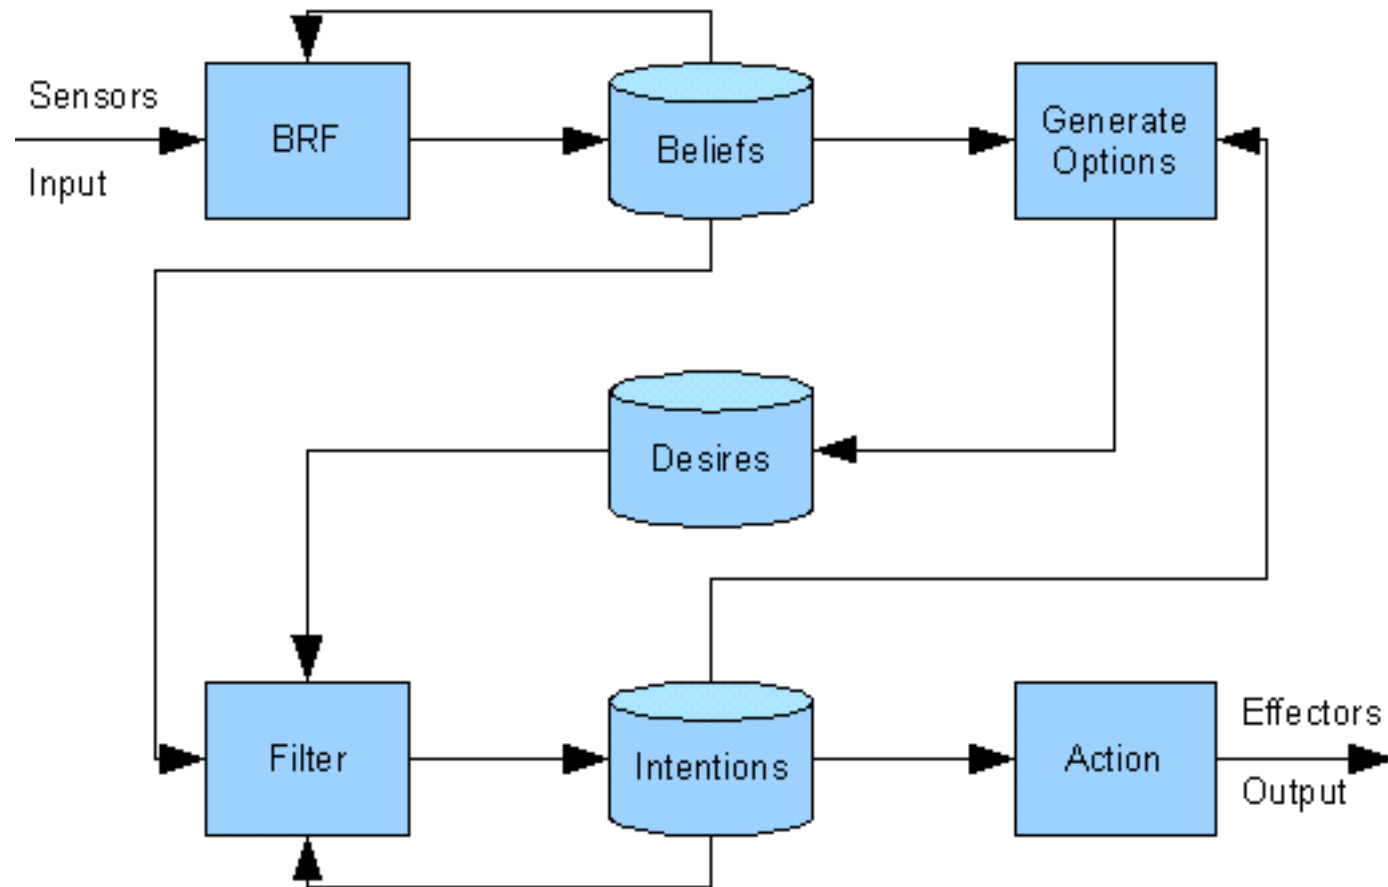 Sensors
Input
BRF
Beliefs
Generate
Options
Desires
Filter
Intentions
Action
Effectors
Output